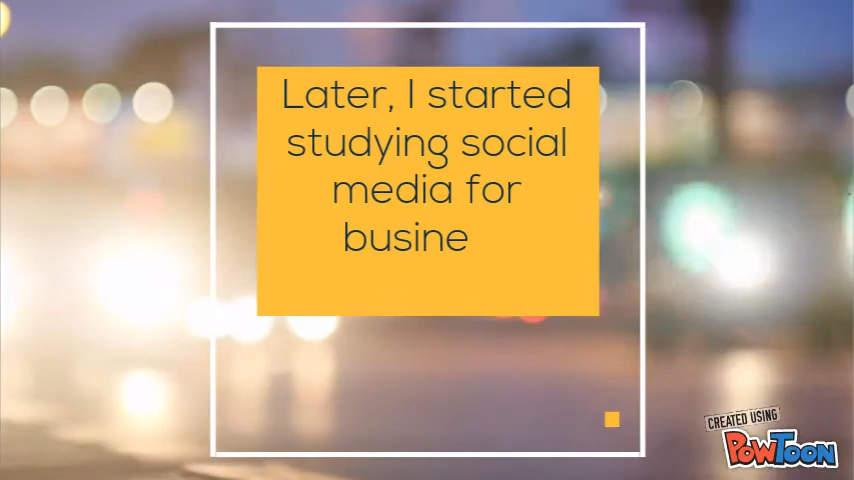 Later, I started
studying social
media for
busine
CREATED USING
POWTOON